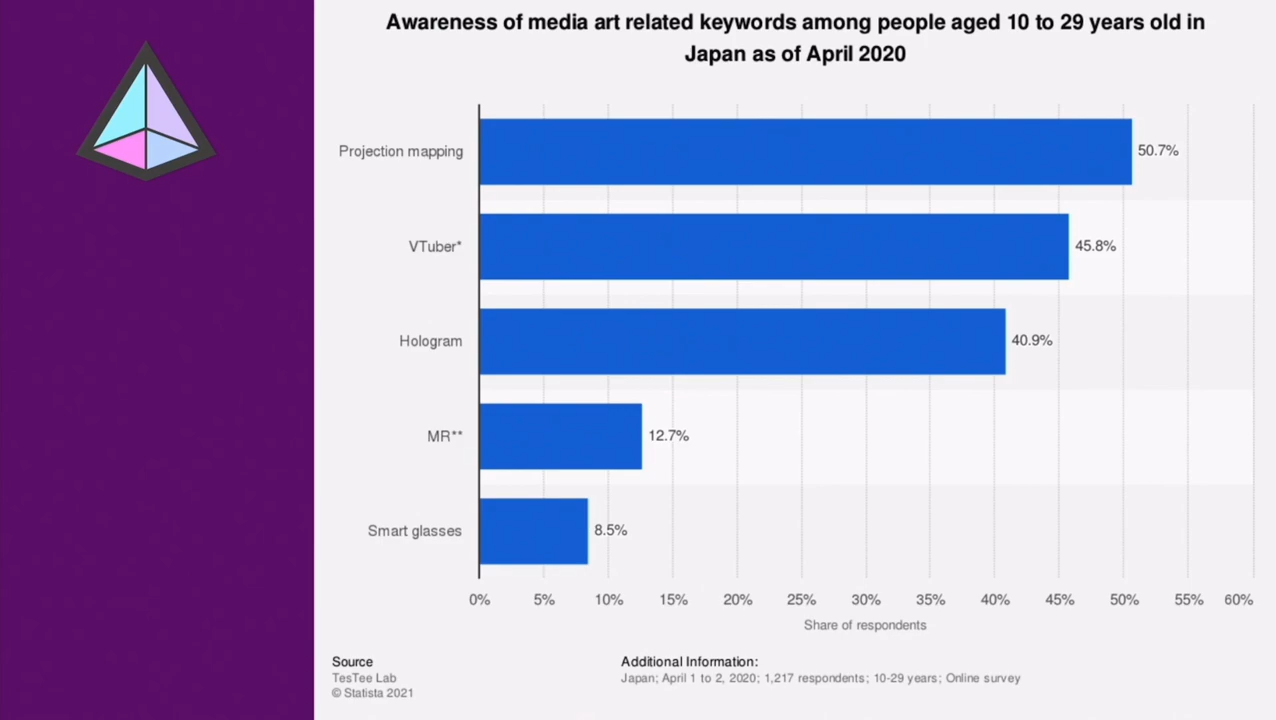 Awareness of media art related keywords among people aged 10 to 29 years old in
Japan as of April 2020
Projection mapping
50.7%
VTuber*
45.8%
Hologram
40.9%
MR**
12.7%
Smart glasses
8.5%
0% 5% 10% 15% 20% 25% 30% 35% 40% 45% 50% 55% 60%
Share of respondents
Source
TesTee Lab
© Statista 2021
Additional Information:
Japan; April 1 to 2, 2020; 1,217 respondents; 10-29 years; Online survey